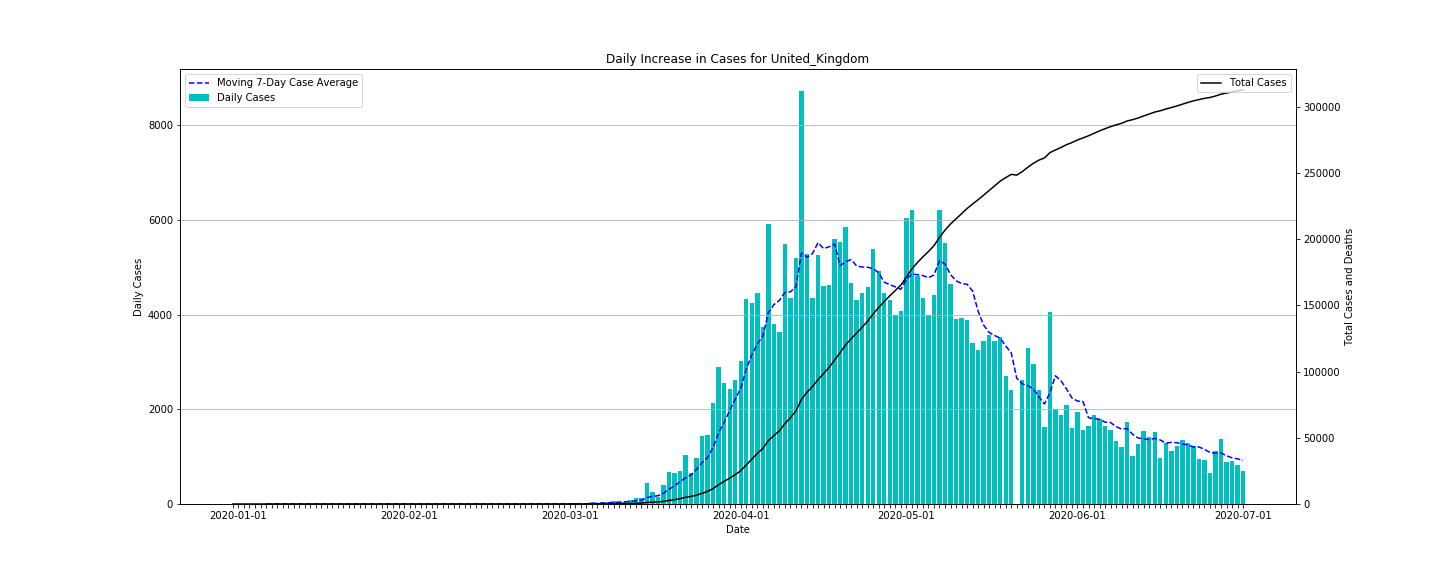 Daily Increase in Cases for United_Kingdom
Moving 7-Day Case Average
Daily Cases
Total Cases
8000
6000
4000
2000
0
Daily Cases
300000
250000
200000
150000
100000
50000
0
Total Cases and Deaths
2020-01-01
2020-02-01
2020-03-01
2020-04-01
2020-05-01
2020-06-01
2020-07-01
Date